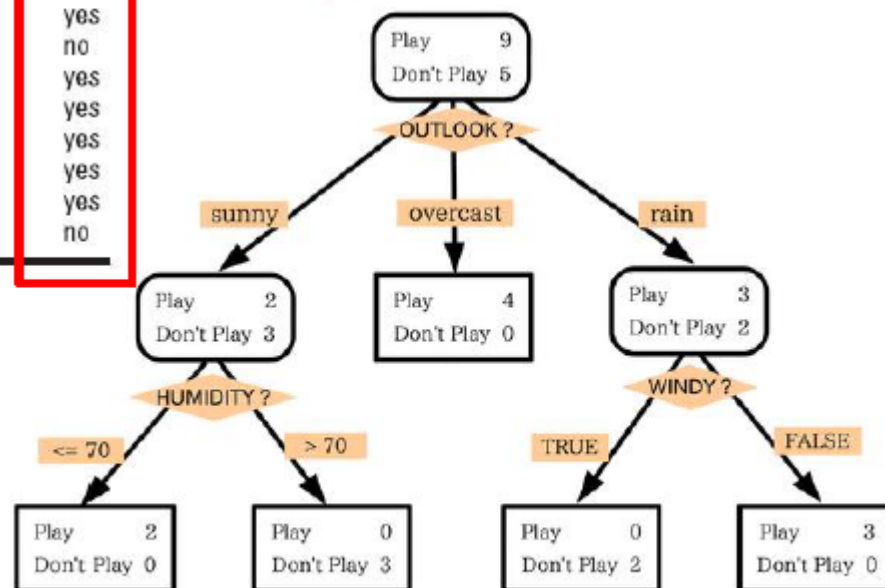 yes
no
yes
yes
yes
yes
yes
no
Play 9
Don't Play 5
OUTLOOK ?
sunny
overcast
rain
Play 2
Don't Play 3
Play 4
Don't Play 0
Play 3
Don't Play 2
HUMIDITY ?
WINDY ?
<= 70
> 70
TRUE
FALSE
Play 2
Don't Play 0
Play 0
Don't Play 3
Play 0
Don't Play 2
Play 3
Don't Play 0